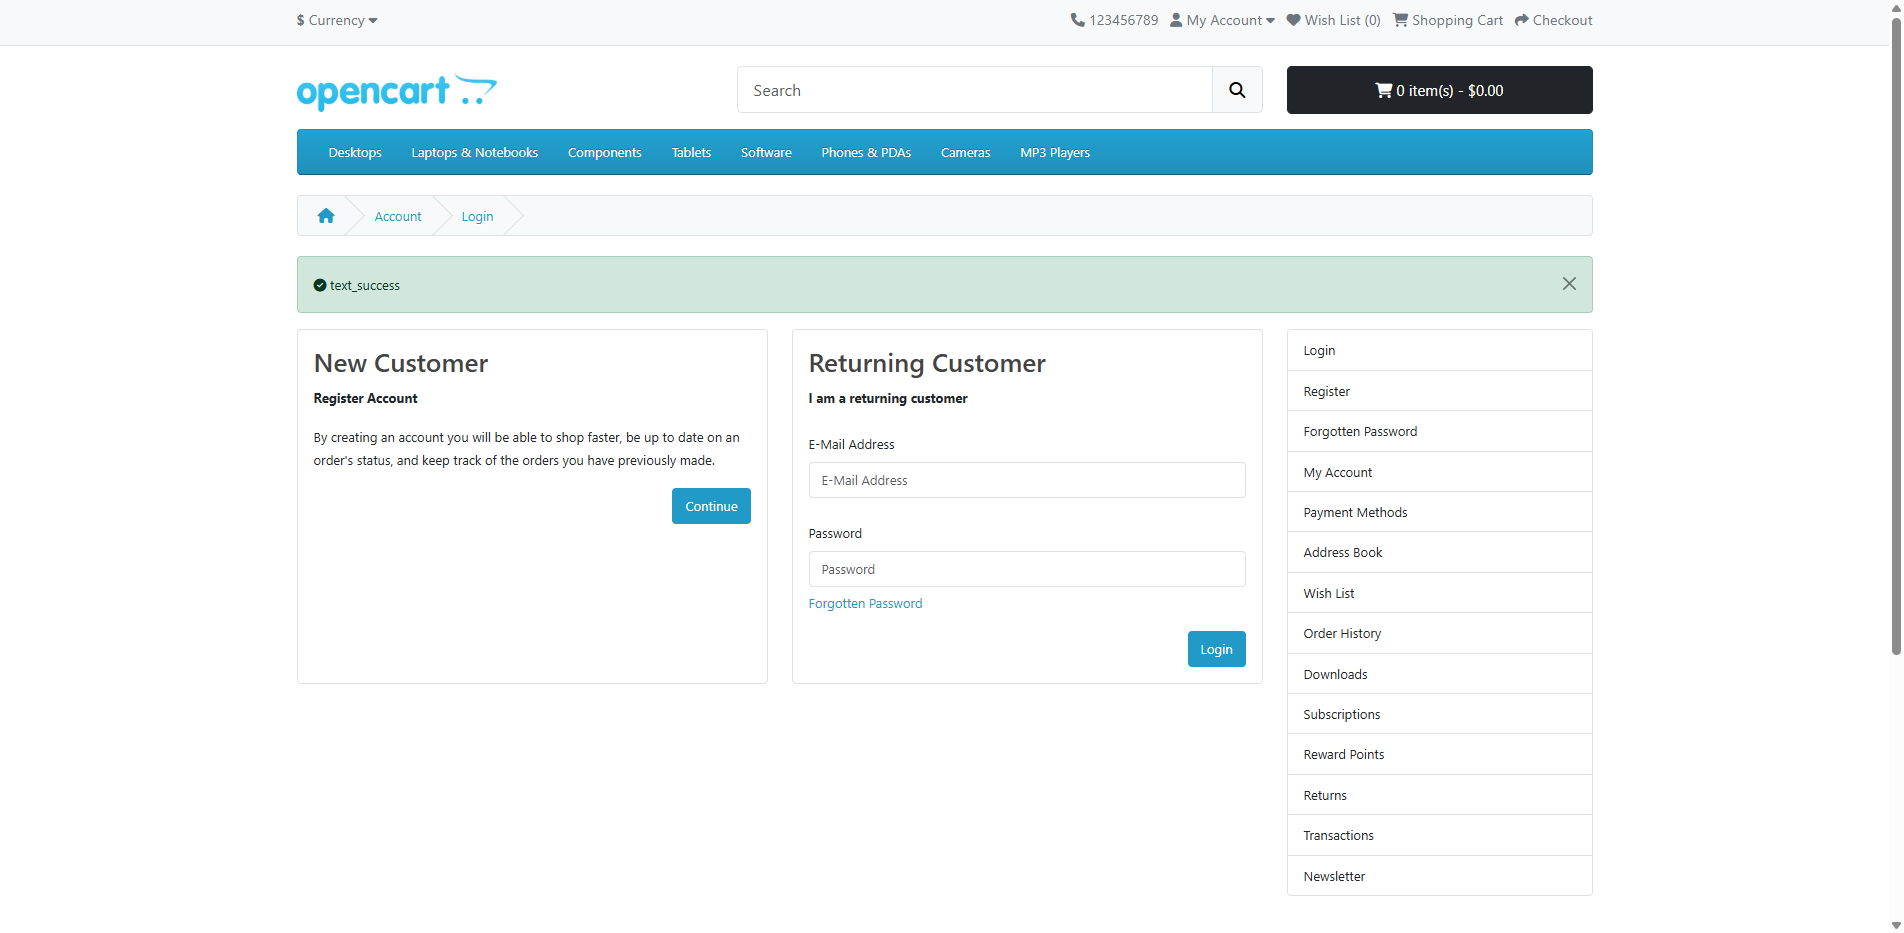 $ Currency
123456789 My Account Wish List (0) Shopping Cart Checkout
opencart
Search
0 item(s) - $0.00
Desktops Laptops & Notebooks Components Tablets Software Phones & PDAs Cameras MP3 Players
Account Login
text_success
New Customer
Register Account
By creating an account you will be able to shop faster, be up to date on an
order's status, and keep track of the orders you have previously made.
Continue
Returning Customer
I am a returning customer
E-Mail Address
E-Mail Address
Password
Password
Forgotten Password
Login
Login
Register
Forgotten Password
My Account
Payment Methods
Address Book
Wish List
Order History
Downloads
Subscriptions
Reward Points
Returns
Transactions
Newsletter